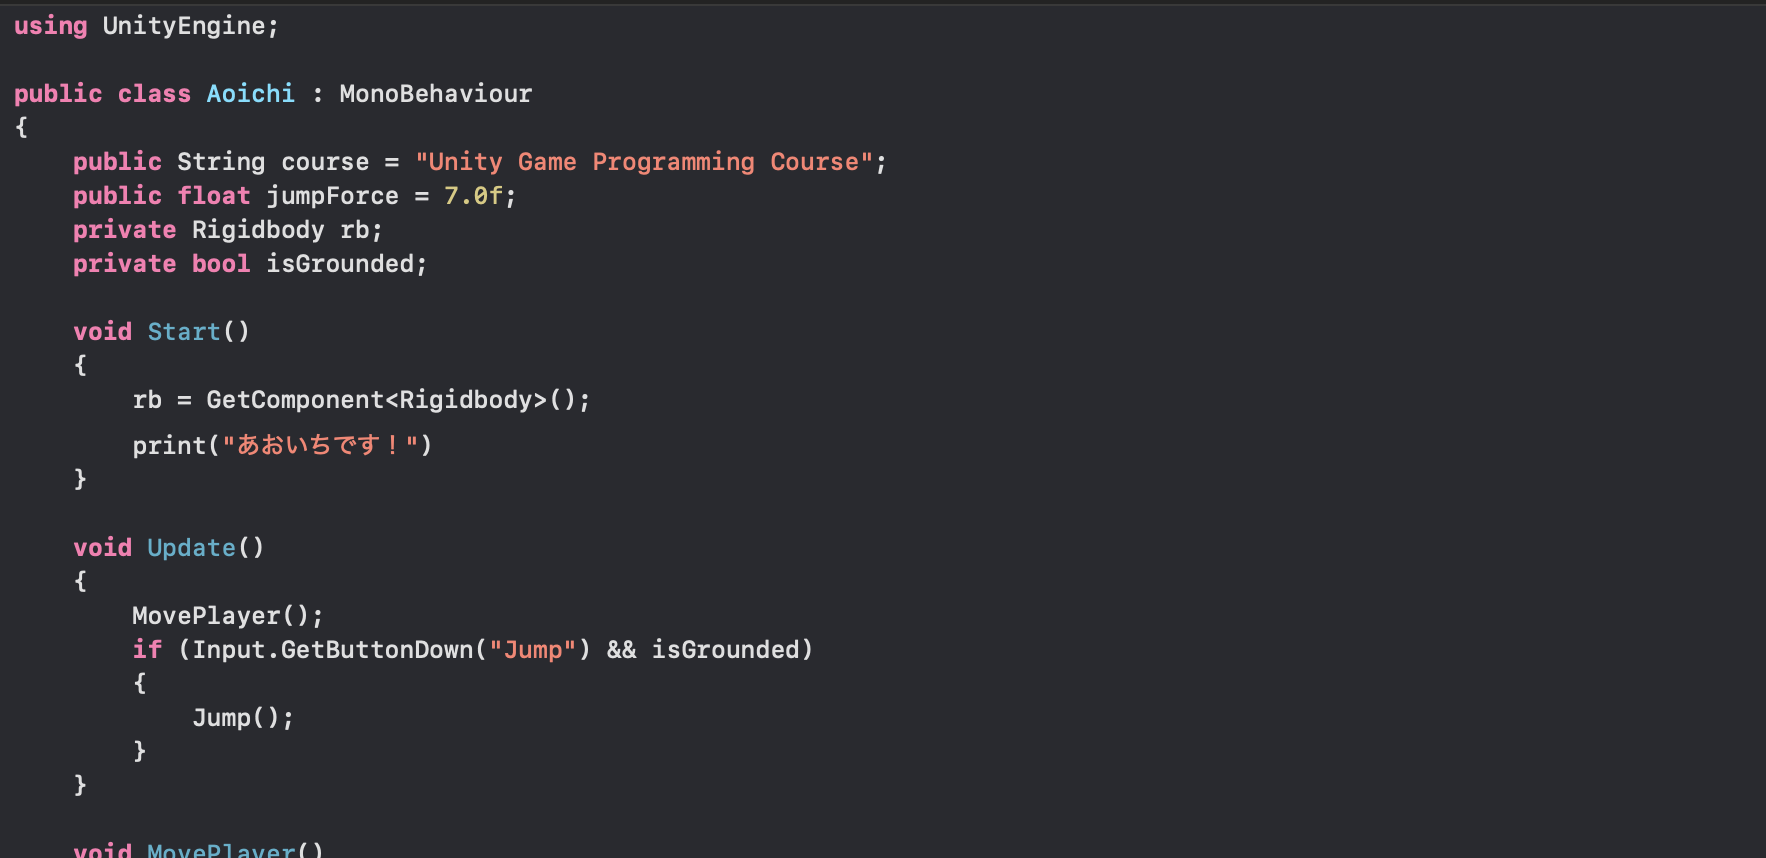 using UnityEngine;
public class Aoichi : MonoBehaviour
{
public String course = "Unity Game Programming Course";
public float jumpForce = 7.0f;
private Rigidbody rb;
private bool isGrounded;
void Start()
{
rb = GetComponent<Rigidbody>();
print("あおいちです！")
}
void Update()
{
MovePlayer();
if (Input.GetButtonDown("Jump") && isGrounded)
{
Jump();
}
}
void MovePlayer()